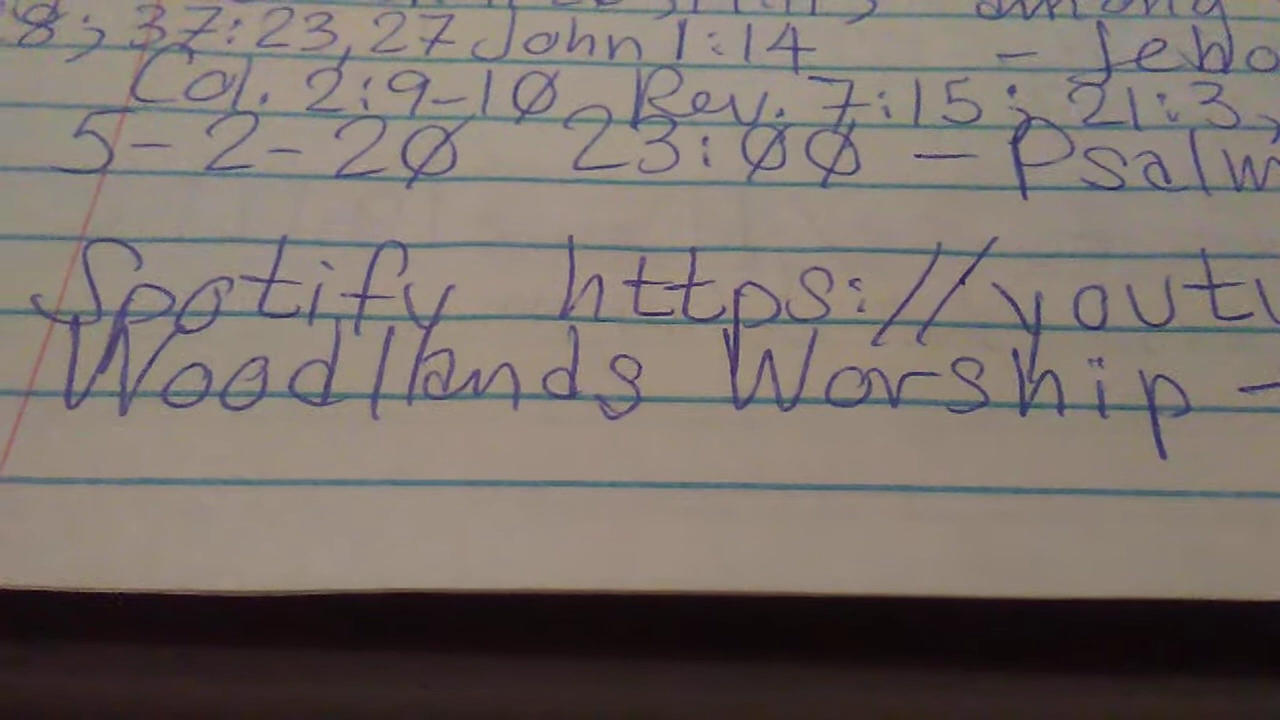 8; 37:23,27 John 1:14 - Jeho
Col. 2:9-10 Rev. 7:15; 21:3,
5-2-20 23:00 - Psalm
Spotify https://youtu
Woodlands Worship -